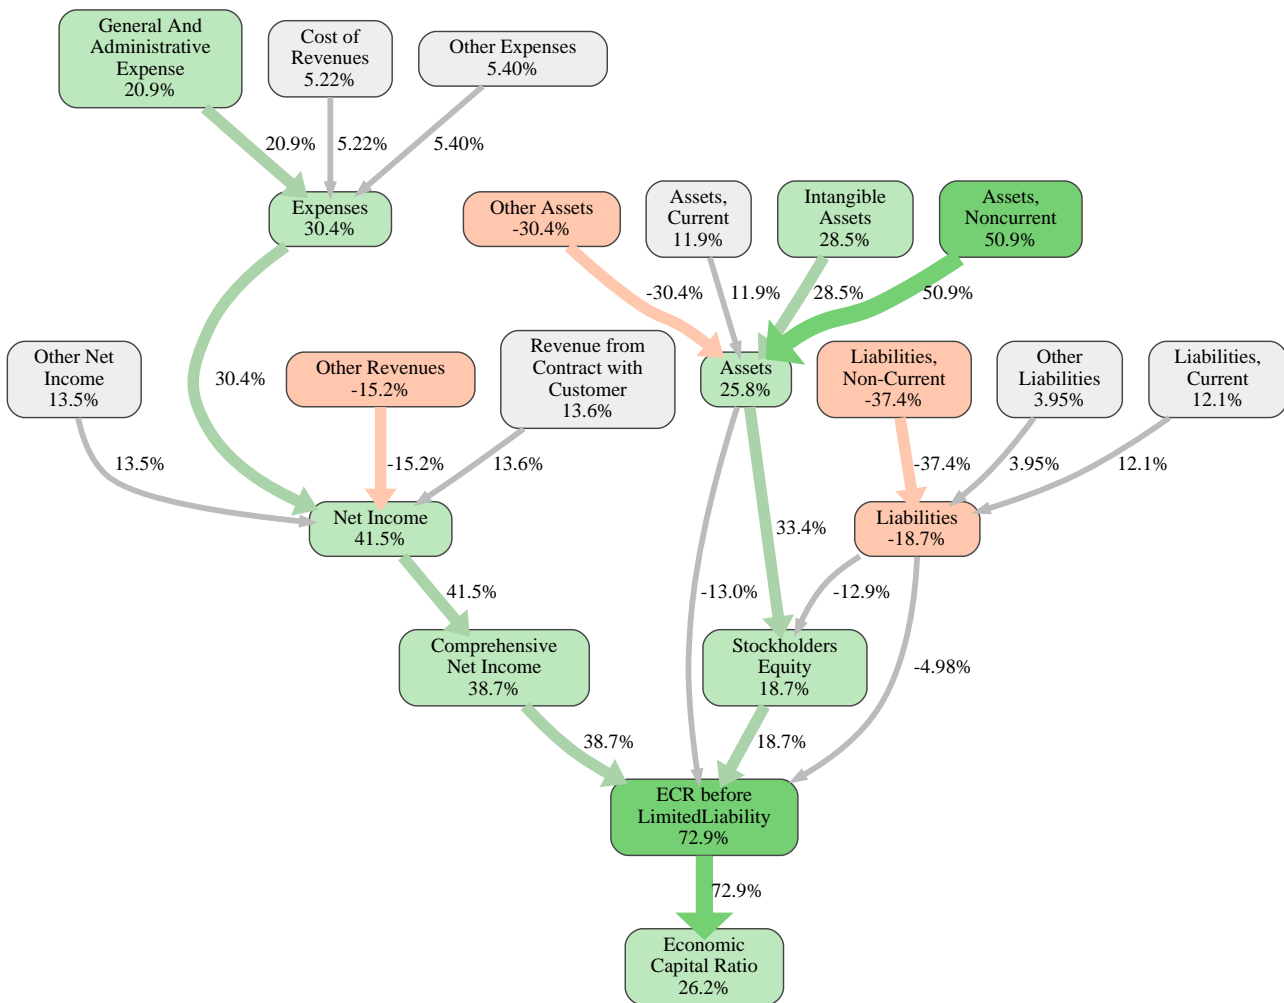 General And
Administrative
Expense
20.9%
Cost of
Revenues
5.22%
Other Expenses
5.40%
20.9%
5.22%
5.40%
Expenses
30.4%
Other Assets
-30.4%
Assets,
Current
11.9%
Intangible
Assets
28.5%
Assets,
Noncurrent
50.9%
-30.4%
11.9%
28.5%
50.9%
Other Net
Income
13.5%
30.4%
Other Revenues
-15.2%
Revenue from
Contract with
Customer
13.6%
Assets
25.8%
Liabilities,
Non-Current
-37.4%
Other
Liabilities
3.95%
Liabilities,
Current
12.1%
13.5%
-15.2%
13.6%
-37.4%
3.95%
12.1%
Net Income
41.5%
33.4%
Liabilities
-18.7%
41.5%
-13.0%
-12.9%
Comprehensive
Net Income
38.7%
Stockholders
Equity
18.7%
-4.98%
38.7%
18.7%
ECR before
LimitedLiability
72.9%
72.9%
Economic
Capital Ratio
26.2%